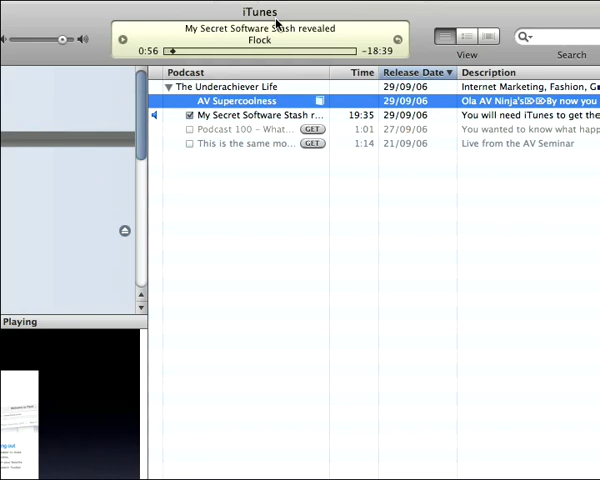 iTunes
My Secret Software Stash revealed
Flock
0:56 -18:39
View Search
Podcast Time Release Date Description
The Underachiever Life 29/09/06 Internet Marketing, Fashion, G
AV Supercoolness 29/09/06 Ola AV Ninja's By now you
My Secret Software Stash r... 19:35 29/09/06 You will need iTunes to get the
Podcast 100 - What... GET 1:01 27/09/06 You wanted to know what happ
This is the same mo... GET 1:14 21/09/06 Live from the AV Seminar
Playing